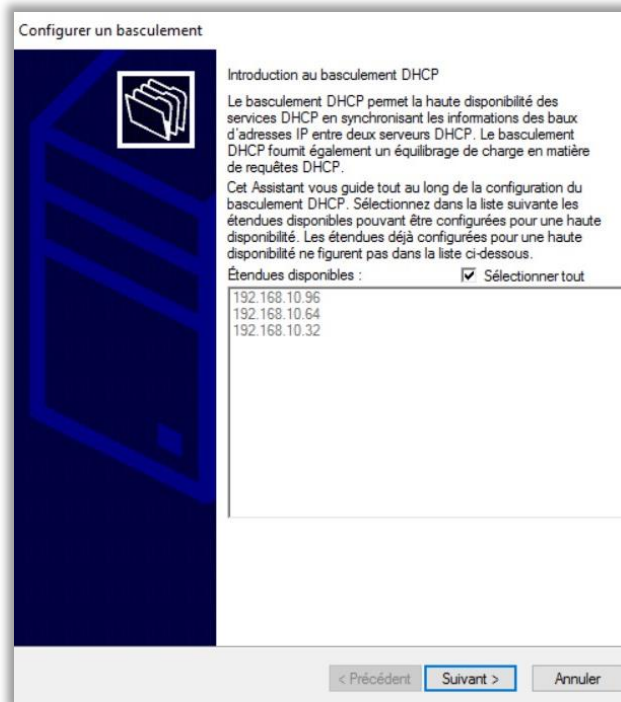 Configurer un basculement
Introduction au basculement DHCP
Le basculement DHCP permet la haute disponibilité des
services DHCP en synchronisant les informations des baux
d'adresses IP entre deux serveurs DHCP. Le basculement
DHCP fournit également un équilibrage de charge en matière
de requêtes DHCP.
Cet Assistant vous guide tout au long de la configuration du
basculement DHCP. Sélectionnez dans la liste suivante les
étendues disponibles pouvant être configurées pour une haute
disponibilité. Les étendues déjà configurées pour une haute
disponibilité ne figurent pas dans la liste ci-dessous.
Étendues disponibles : Sélectionner tout
192.168.10.96
192.168.10.64
192.168.10.32
< Précédent Suivant > Annuler